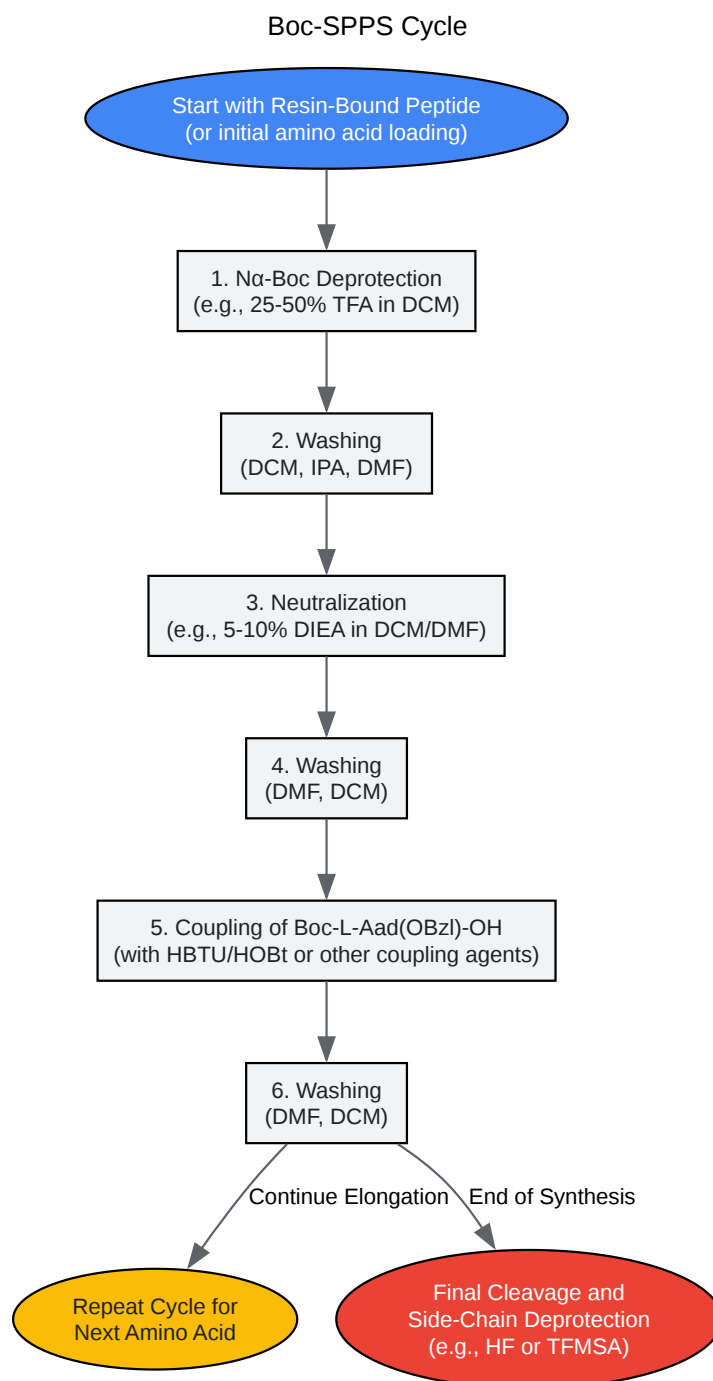 Boc-SPPS Cycle
Start with Resin-Bound Peptide
(or initial amino acid loading)
1. Nα-Boc Deprotection
(e.g., 25-50% TFA in DCM)
2. Washing
(DCM, IPA, DMF)
3. Neutralization
(e.g., 5-10% DIEA in DCM/DMF)
4. Washing
(DMF, DCM)
5. Coupling of Boc-L-Aad(OBzl)-OH
(with HBTU/HOBt or other coupling agents)
6. Washing
(DMF, DCM)
Continue Elongation
End of Synthesis
Repeat Cycle for
Next Amino Acid
Final Cleavage and
Side-Chain Deprotection
(e.g., HF or TFMSA)